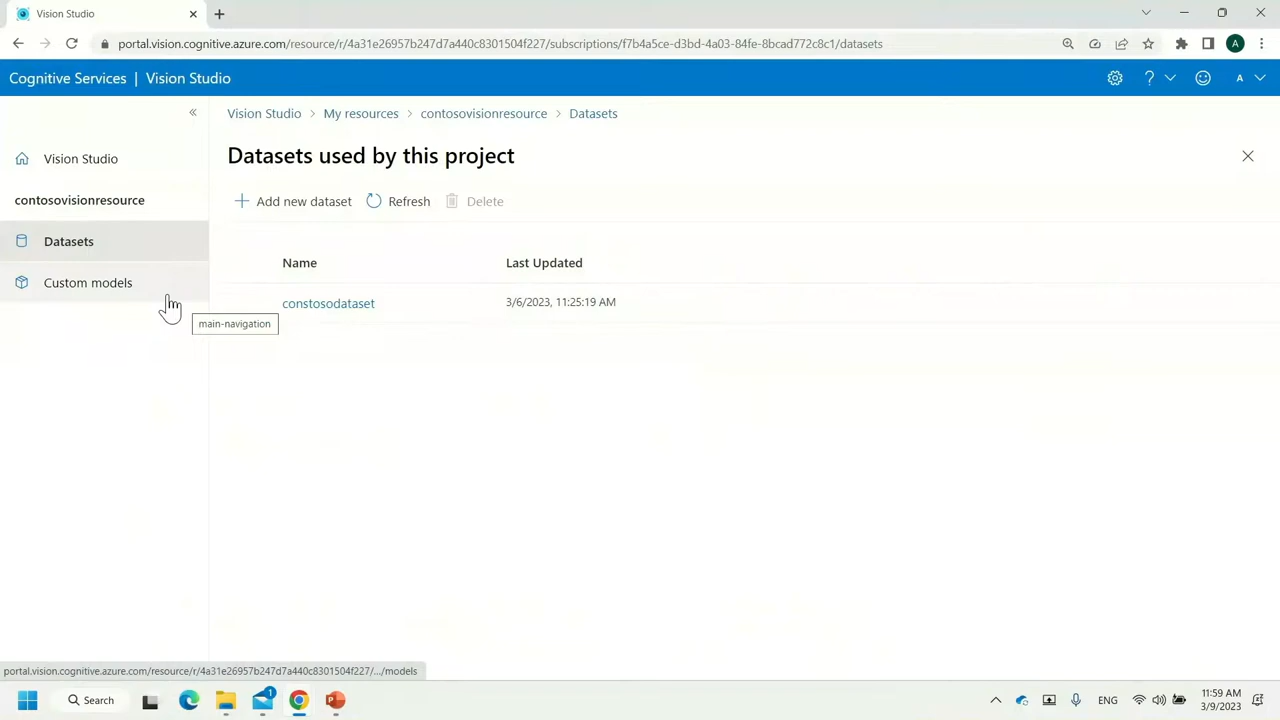 Vision Studio
portal.vision.cognitive.azure.com/resource/r/4a31e26957b247d7a440c8301504f227/subscriptions/f7b4a5ce-d3bd-4a03-84fe-8bcad772c8c1/datasets
A
Cognitive Services | Vision Studio
A
Vision Studio > My resources > contosovisionresource > Datasets
Vision Studio
Datasets used by this project
contosovisionresource
Add new dataset Refresh Delete
Datasets
Name Last Updated
Custom models
constosodataset 3/6/2023, 11:25:19 AM
main-navigation
portal.vision.cognitive.azure.com/resource/r/4a31e26957b247d7a440c8301504f227/.../models
Search
1
ENG
11:59 AM
3/9/2023